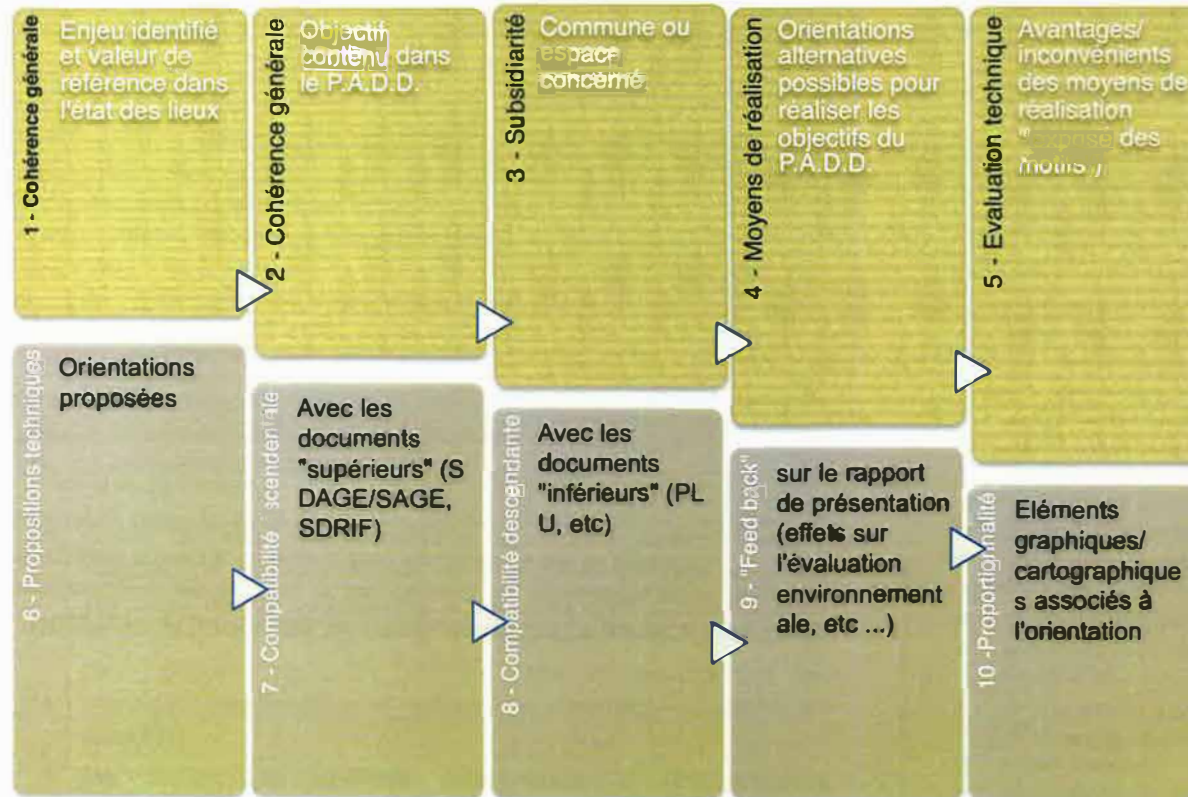 1 - Cohérence générale
Enjeu identifié
et valeur de
référence dans
l'état des lieux
2 - Cohérence générale
Objectif
contenu dans
le P.A.D.D.
3 - Subsidiarité
Commune ou
espace
concerné
4 - Moyens de réalisation
Orientations
alternatives
possibles pour
réaliser les
objectifs du
P.A.D.D.
5 - Evaluation technique
Avantages/
inconvénients
des moyens de
réalisation
"exposé des
motifs")
6 - Propositions techniques
Orientations
proposées
7 - Compatibilité
Avec les
documents
"supérieurs" (S
DAGE/SAGE,
SDRIF)
8 - Compatibilité descendante
Avec les
documents
"inférieurs" (PL
U, etc)
9 - "Feed back"
sur le rapport
de présentation
(effets sur
l'évaluation
environnement
ale, etc ...)
10 -Proportionnalité
Eléments
graphiques/
cartographique
s associés à
l'orientation